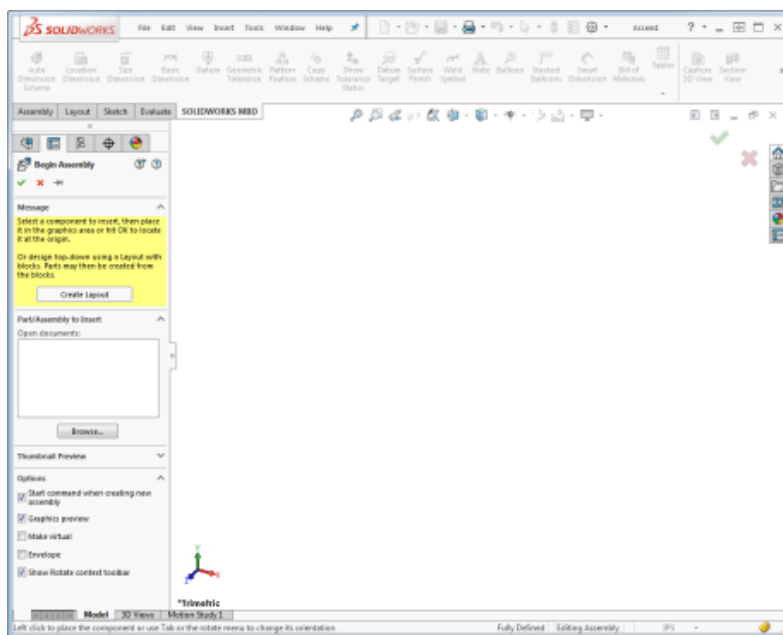 SOLIDWORKS File Edit View Insert Tools Window Help Assem1 ?
Auto Dimension Scheme
Location Dimension
Size Dimension
Basic Dimension
Datum
Geometric Tolerance
Pattern Feature
Copy Scheme
Show Tolerance Status
Datum Target
Surface Finish
Weld Symbol
Note
Balloon
Stacked Balloons
Smart Dimension
Bill of Materials
Tables
Capture 3D View
Section View
Assembly Layout Sketch Evaluate SOLIDWORKS MBD
Begin Assembly
Message
Select a component to insert, then place
it in the graphics area or hit OK to locate
it at the origin.
Or design top-down using a Layout with
blocks. Parts may then be created from
the blocks.
Create Layout
Part/Assembly to Insert
Open documents:
Browse...
Thumbnail Preview
Options
Start command when creating new
assembly
Graphics preview
Make virtual
Envelope
Show Rotate context toolbar
*Trimetric
Model 3D Views Motion Study 1
Left click to place the component or use Tab or the rotate menu to change its orientation Fully Defined Editing Assembly IPS